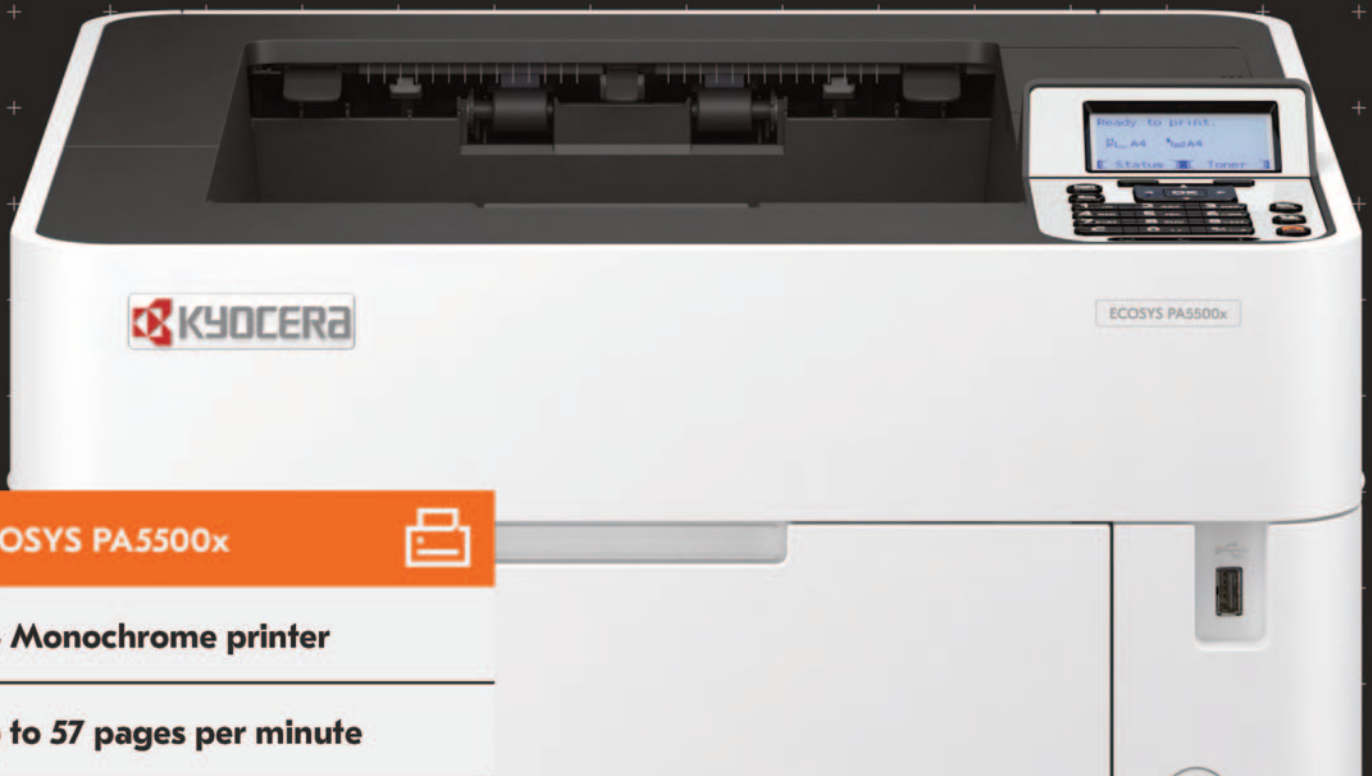 Ready to print.
A4 A4
Status Toner
OK
KYOCERA
ECOSYS PA5500x
OSYS PA5500x
Monochrome printer
to 57 pages per minute